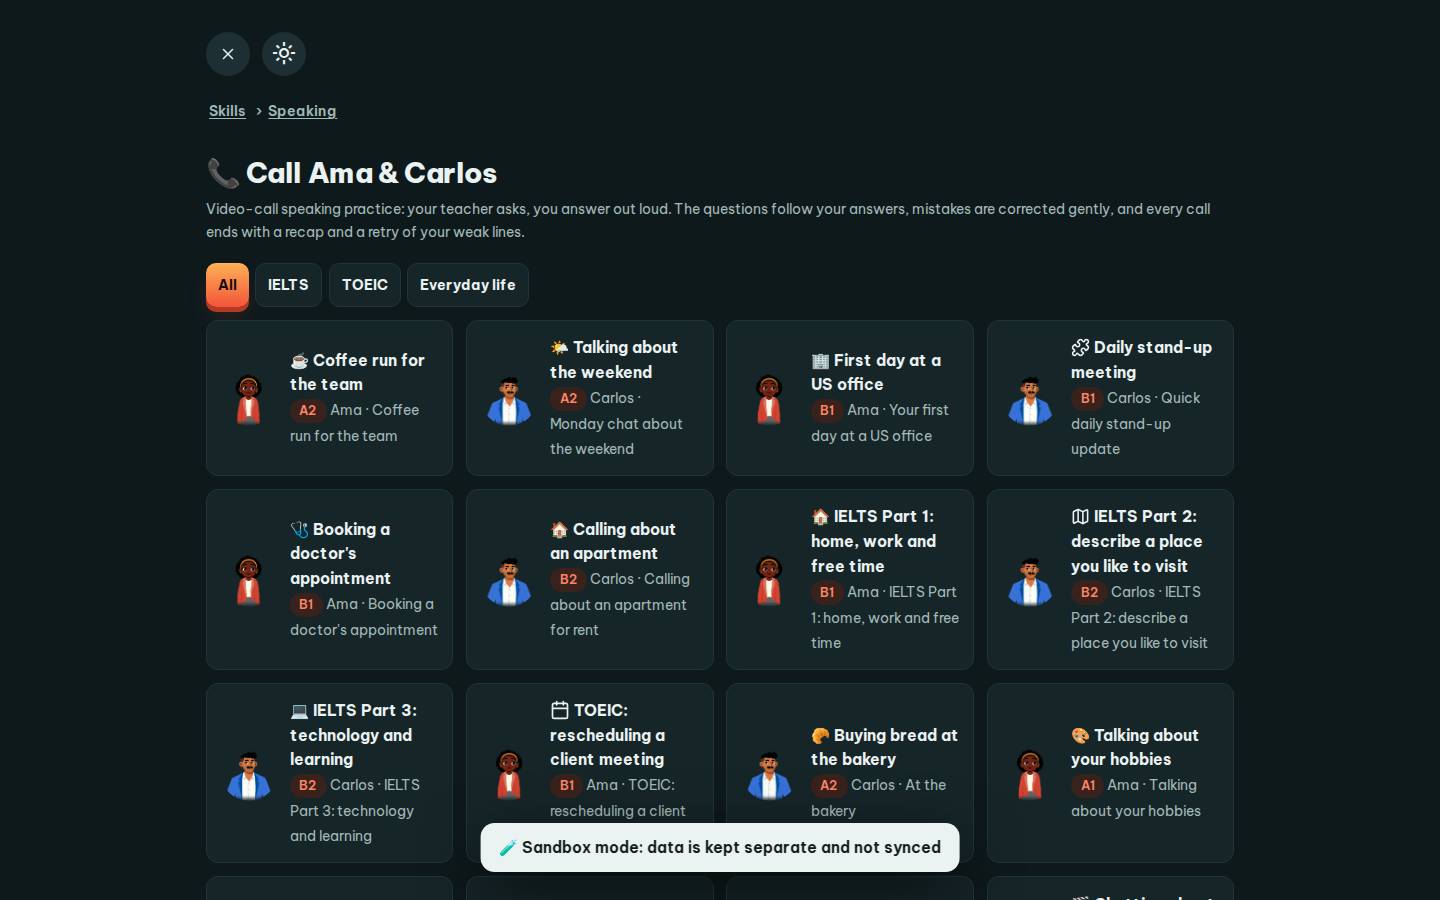 Skills > Speaking
📞 Call Ama & Carlos
Video-call speaking practice: your teacher asks, you answer out loud. The questions follow your answers, mistakes are corrected gently, and every call
ends with a recap and a retry of your weak lines.
All
IELTS
TOEIC
Everyday life
☕ Coffee run for
the team
A2 Ama · Coffee
run for the team
🌤️ Talking about
the weekend
A2 Carlos ·
Monday chat about
the weekend
🏢 First day at a
US office
B1 Ama · Your first
day at a US office
Daily stand-up
meeting
B1 Carlos · Quick
daily stand-up
update
🩺 Booking a
doctor's
appointment
B1 Ama · Booking a
doctor's appointment
🏠 Calling about
an apartment
B2 Carlos · Calling
about an apartment
for rent
🏠 IELTS Part 1:
home, work and
free time
B1 Ama · IELTS Part
1: home, work and free
time
IELTS Part 2:
describe a place
you like to visit
B2 Carlos · IELTS
Part 2: describe a
place you like to visit
💻 IELTS Part 3:
technology and
learning
B2 Carlos · IELTS
Part 3: technology
and learning
TOEIC:
rescheduling a
client meeting
B1 Ama · TOEIC:
rescheduling a client
🥐 Buying bread at
the bakery
A2 Carlos · At the
bakery
🎨 Talking about
your hobbies
A1 Ama · Talking
about your hobbies
🧪 Sandbox mode: data is kept separate and not synced